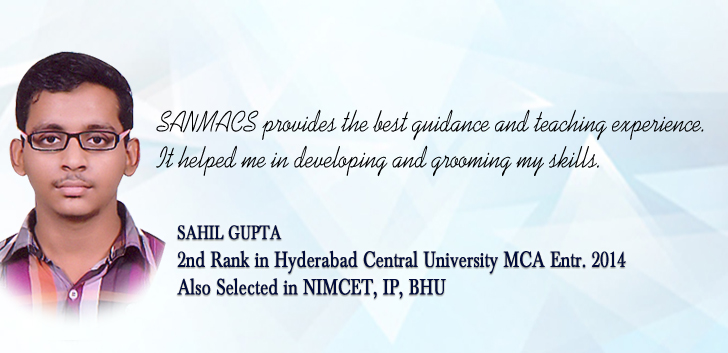 SANMACS provides the best guidance and teaching experience.
It helped me in developing and grooming my skills.
SAHIL GUPTA
2nd Rank in Hyderabad Central University MCA Entr. 2014
Also Selected in NIMCET, IP, BHU